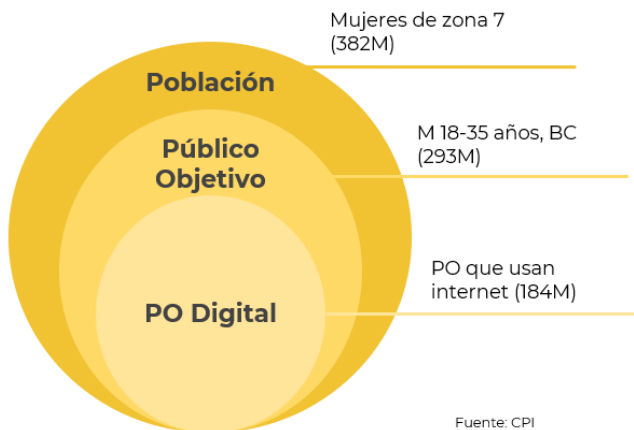 Mujeres de zona 7
(382M)
Población
M 18-35 años, BC
(293M)
Público
Objetivo
PO que usan
internet (184M)
PO Digital
Fuente: CPI